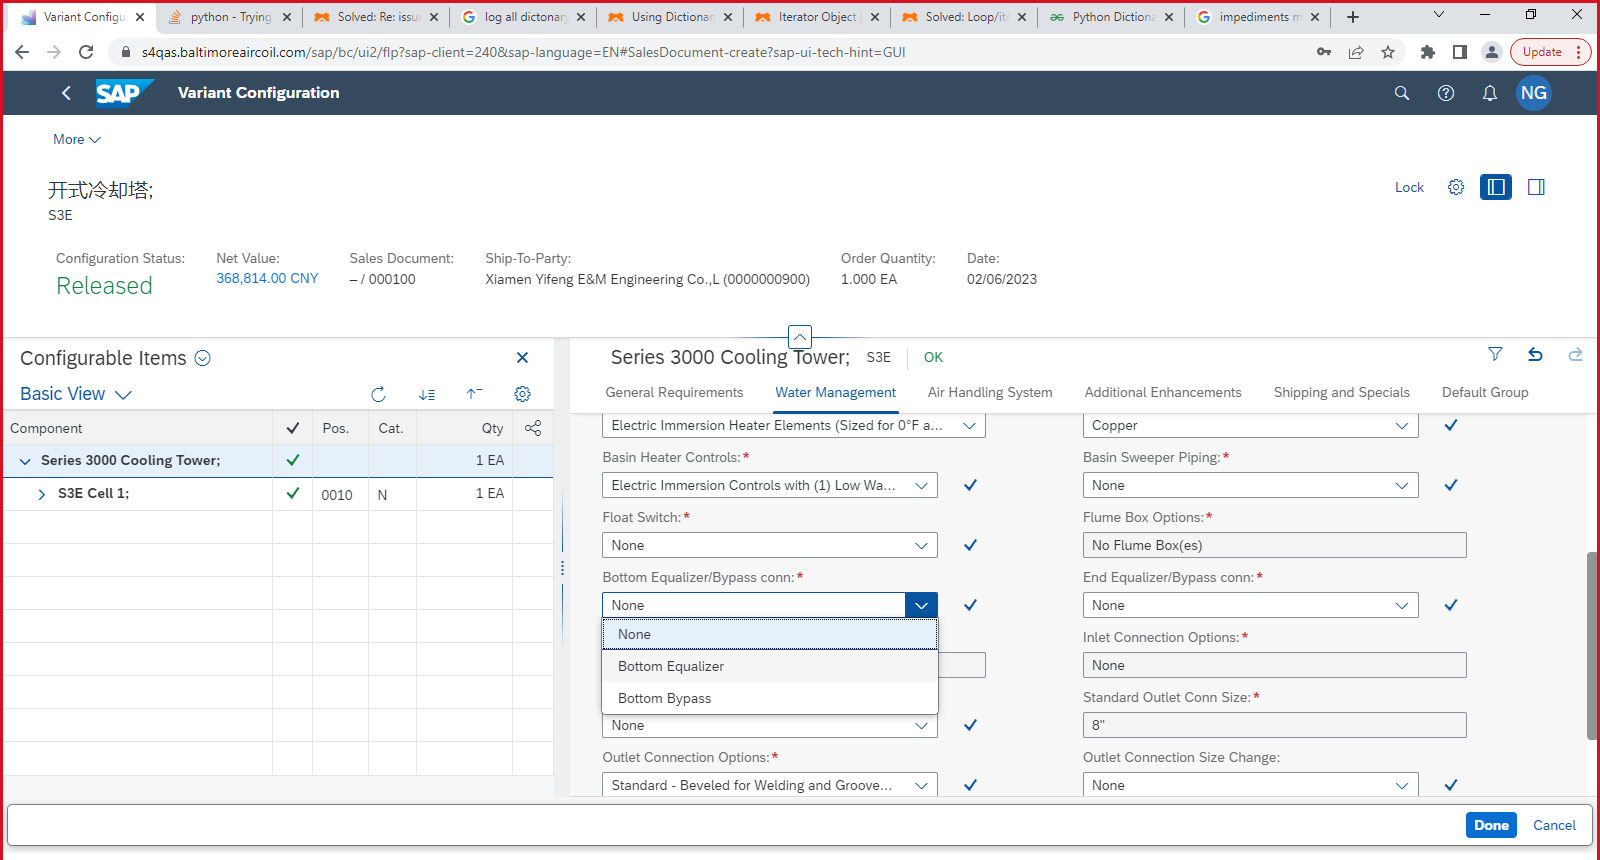 Variant Configu
python - Trying
Solved: Re: issue
log all dictonary
Using Dictionar
Iterator Object
Solved: Loop/ite
Python Dictiona
impediments m
s4qas.baltimoreaircoil.com/sap/bc/ui2/flp?sap-client=240&sap-language=EN#SalesDocument-create?sap-ui-tech-hint=GUI
Update
SAP
Variant Configuration
NG
More
开式冷却塔;
S3E
Lock
Configuration Status:
Released
Net Value:
368,814.00 CNY
Sales Document:
– / 000100
Ship-To-Party:
Xiamen Yifeng E&M Engineering Co.,L (0000000900)
Order Quantity:
1.000 EA
Date:
02/06/2023
Configurable Items
Basic View
Component Pos. Cat. Qty
Series 3000 Cooling Tower; 1 EA
S3E Cell 1; 0010 N 1 EA
Series 3000 Cooling Tower; S3E OK
General Requirements Water Management Air Handling System Additional Enhancements Shipping and Specials Default Group
Electric Immersion Heater Elements (Sized for 0°F a...
Copper
Basin Heater Controls:*
Basin Sweeper Piping:*
Electric Immersion Controls with (1) Low Wa...
None
Float Switch:*
Flume Box Options:*
None
No Flume Box(es)
Bottom Equalizer/Bypass conn:*
End Equalizer/Bypass conn:*
None
None
None
Inlet Connection Options:*
Bottom Equalizer
None
Bottom Bypass
Standard Outlet Conn Size:*
None
8"
Outlet Connection Options:*
Outlet Connection Size Change:
Standard - Beveled for Welding and Groove...
None
Done
Cancel